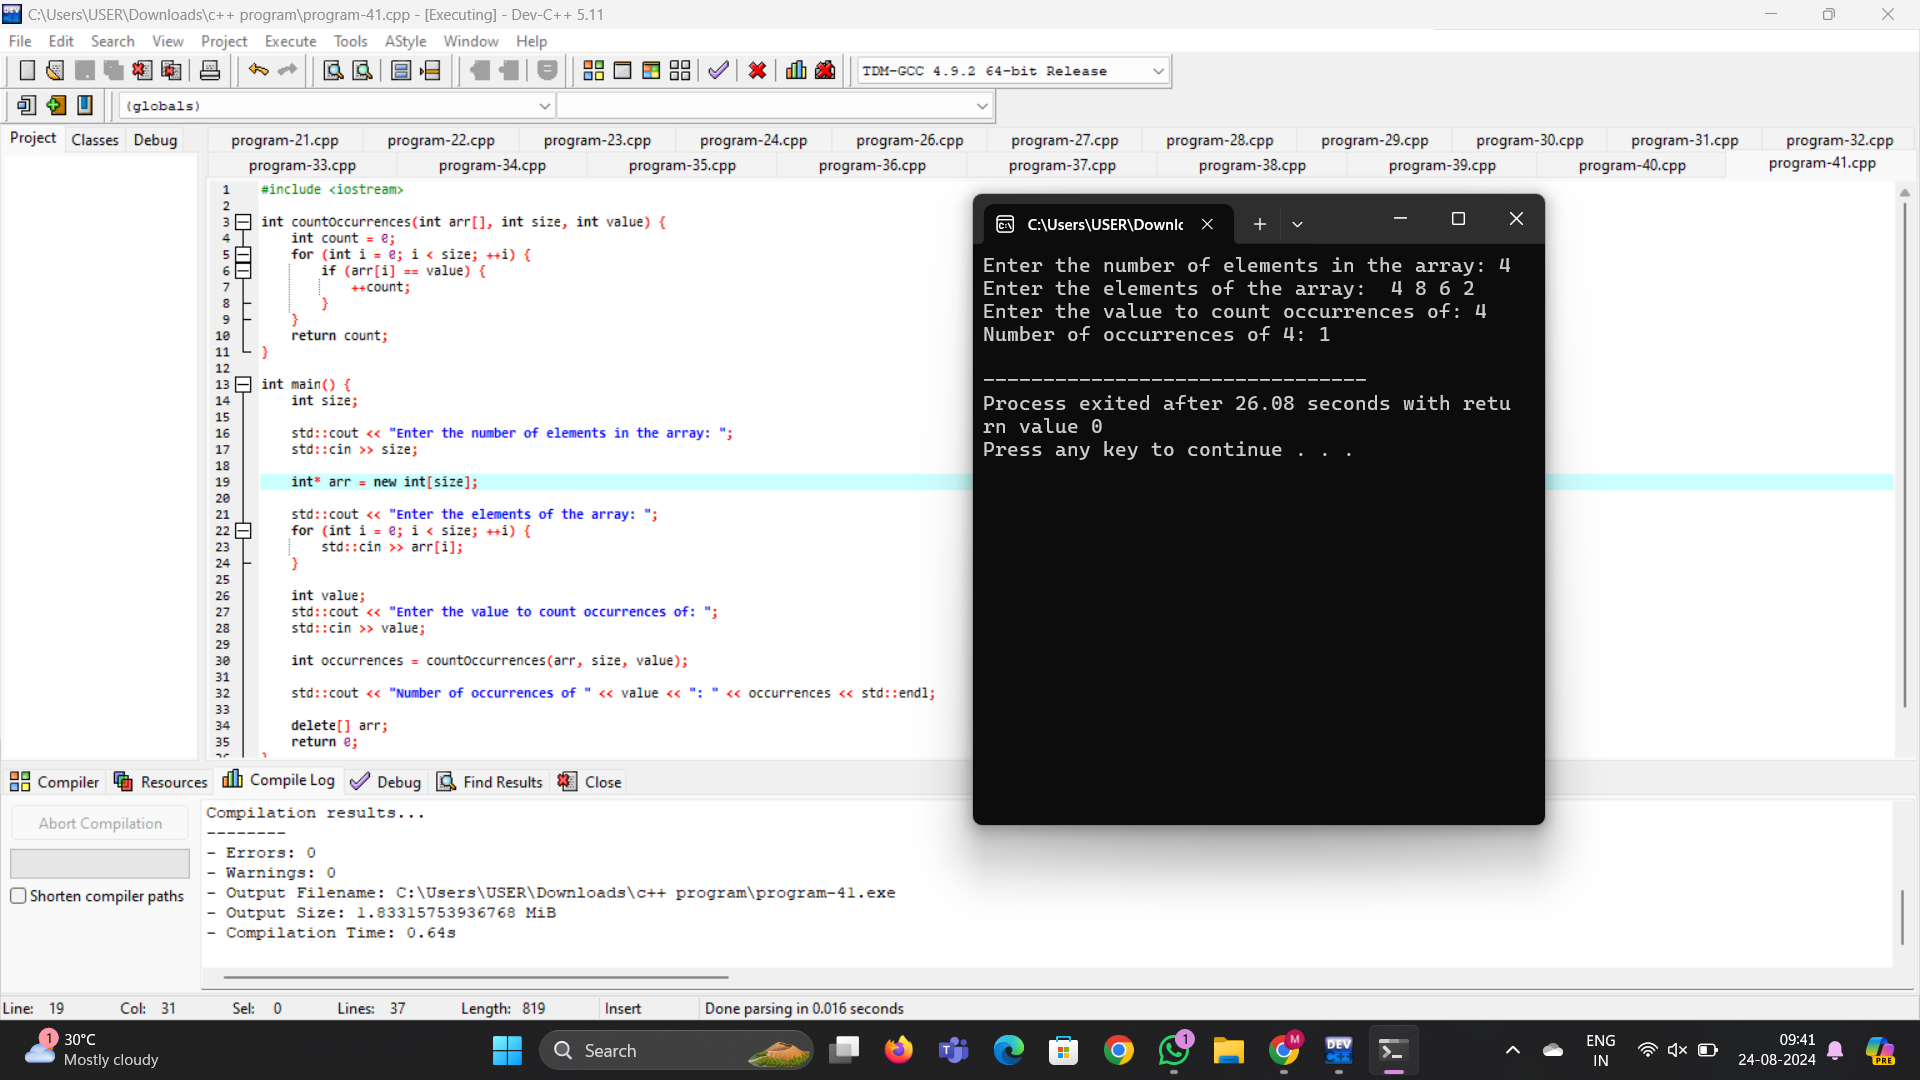 C:\Users\USER\Downloads\c++ program\program-41.cpp - [Executing] - Dev-C++ 5.11
File Edit Search View Project Execute Tools AStyle Window Help
TDM-GCC 4.9.2 64-bit Release
(globals)
Project Classes Debug
program-21.cpp program-22.cpp program-23.cpp program-24.cpp program-26.cpp program-27.cpp program-28.cpp program-29.cpp program-30.cpp program-31.cpp program-32.cpp
program-33.cpp program-34.cpp program-35.cpp program-36.cpp program-37.cpp program-38.cpp program-39.cpp program-40.cpp program-41.cpp
1 #include <iostream>
2
3 int countOccurrences(int arr[], int size, int value) {
4 int count = 0;
5 for (int i = 0; i < size; ++i) {
6 if (arr[i] == value) {
7 ++count;
8 }
9 }
10 return count;
11 }
12
13 int main() {
14 int size;
15
16 std::cout << "Enter the number of elements in the array: ";
17 std::cin >> size;
18
19 int* arr = new int[size];
20
21 std::cout << "Enter the elements of the array: ";
22 for (int i = 0; i < size; ++i) {
23 std::cin >> arr[i];
24 }
25
26 int value;
27 std::cout << "Enter the value to count occurrences of: ";
28 std::cin >> value;
29
30 int occurrences = countOccurrences(arr, size, value);
31
32 std::cout << "Number of occurrences of " << value << ": " << occurrences << std::endl;
33
34 delete[] arr;
35 return 0;
C:\Users\USER\Downlc
Enter the number of elements in the array: 4
Enter the elements of the array:  4 8 6 2
Enter the value to count occurrences of: 4
Number of occurrences of 4: 1
--------------------------------
Process exited after 26.08 seconds with retu
rn value 0
Press any key to continue . . .
Compiler Resources Compile Log Debug Find Results Close
Abort Compilation
Shorten compiler paths
Compilation results...
--------
- Errors: 0
- Warnings: 0
- Output Filename: C:\Users\USER\Downloads\c++ program\program-41.exe
- Output Size: 1.83315753936768 MiB
- Compilation Time: 0.64s
Line: 19 Col: 31 Sel: 0 Lines: 37 Length: 819 Insert Done parsing in 0.016 seconds
1 30°C
Mostly cloudy
Search
DEV
1
M
PRE
ENG
IN
09:41
24-08-2024